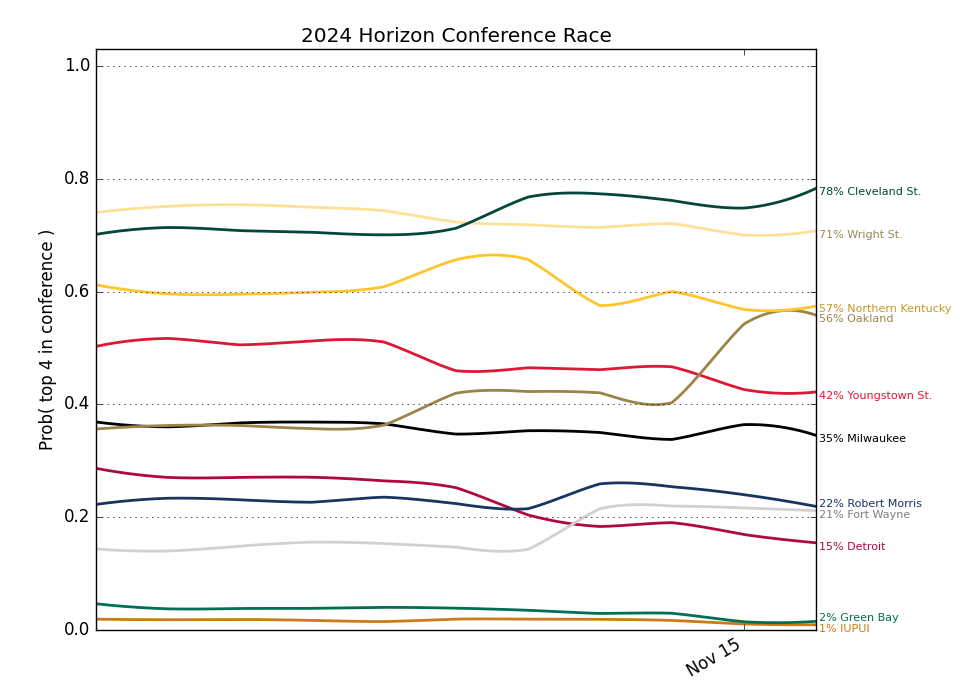 2024 Horizon Conference Race
Prob( top 4 in conference )
1.0
0.8
0.6
0.4
0.2
0.0
78% Cleveland St.
71% Wright St.
57% Northern Kentucky
56% Oakland
42% Youngstown St.
35% Milwaukee
22% Robert Morris
21% Fort Wayne
15% Detroit
2% Green Bay
1% IUPUI
Nov 15